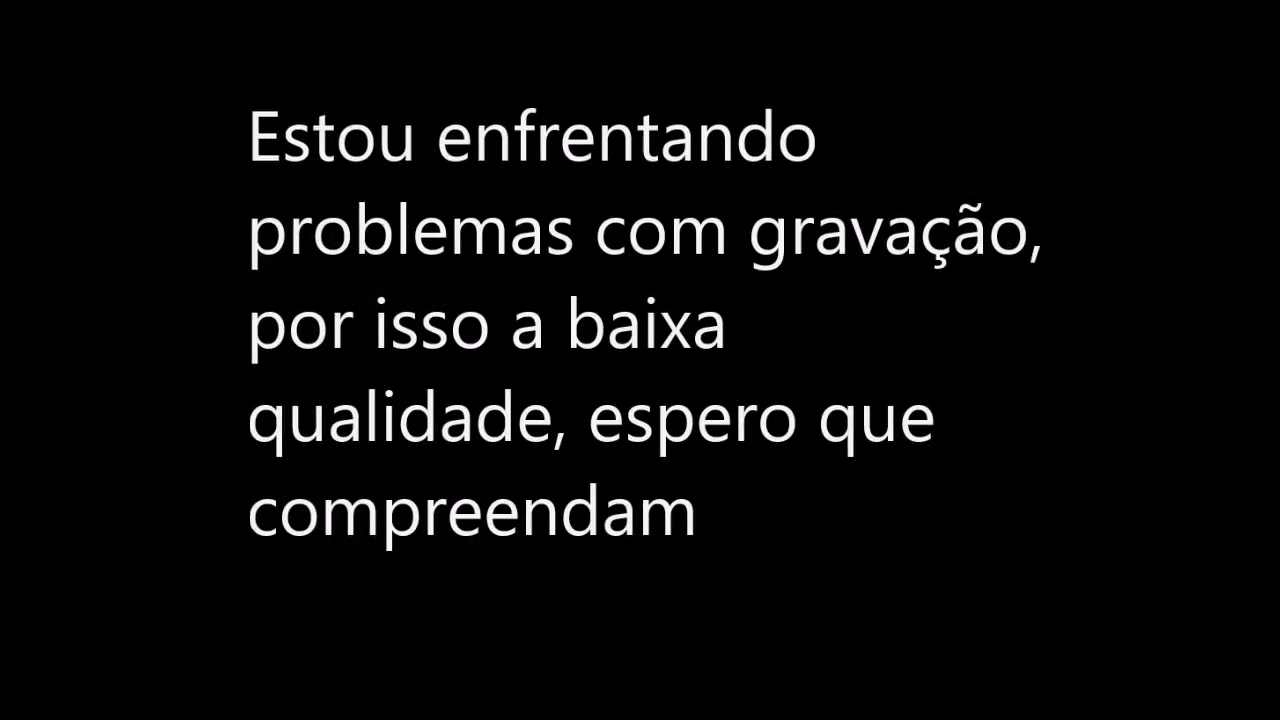 Estou enfrentando
problemas com gravação,
por isso a baixa
qualidade, espero que
compreendam